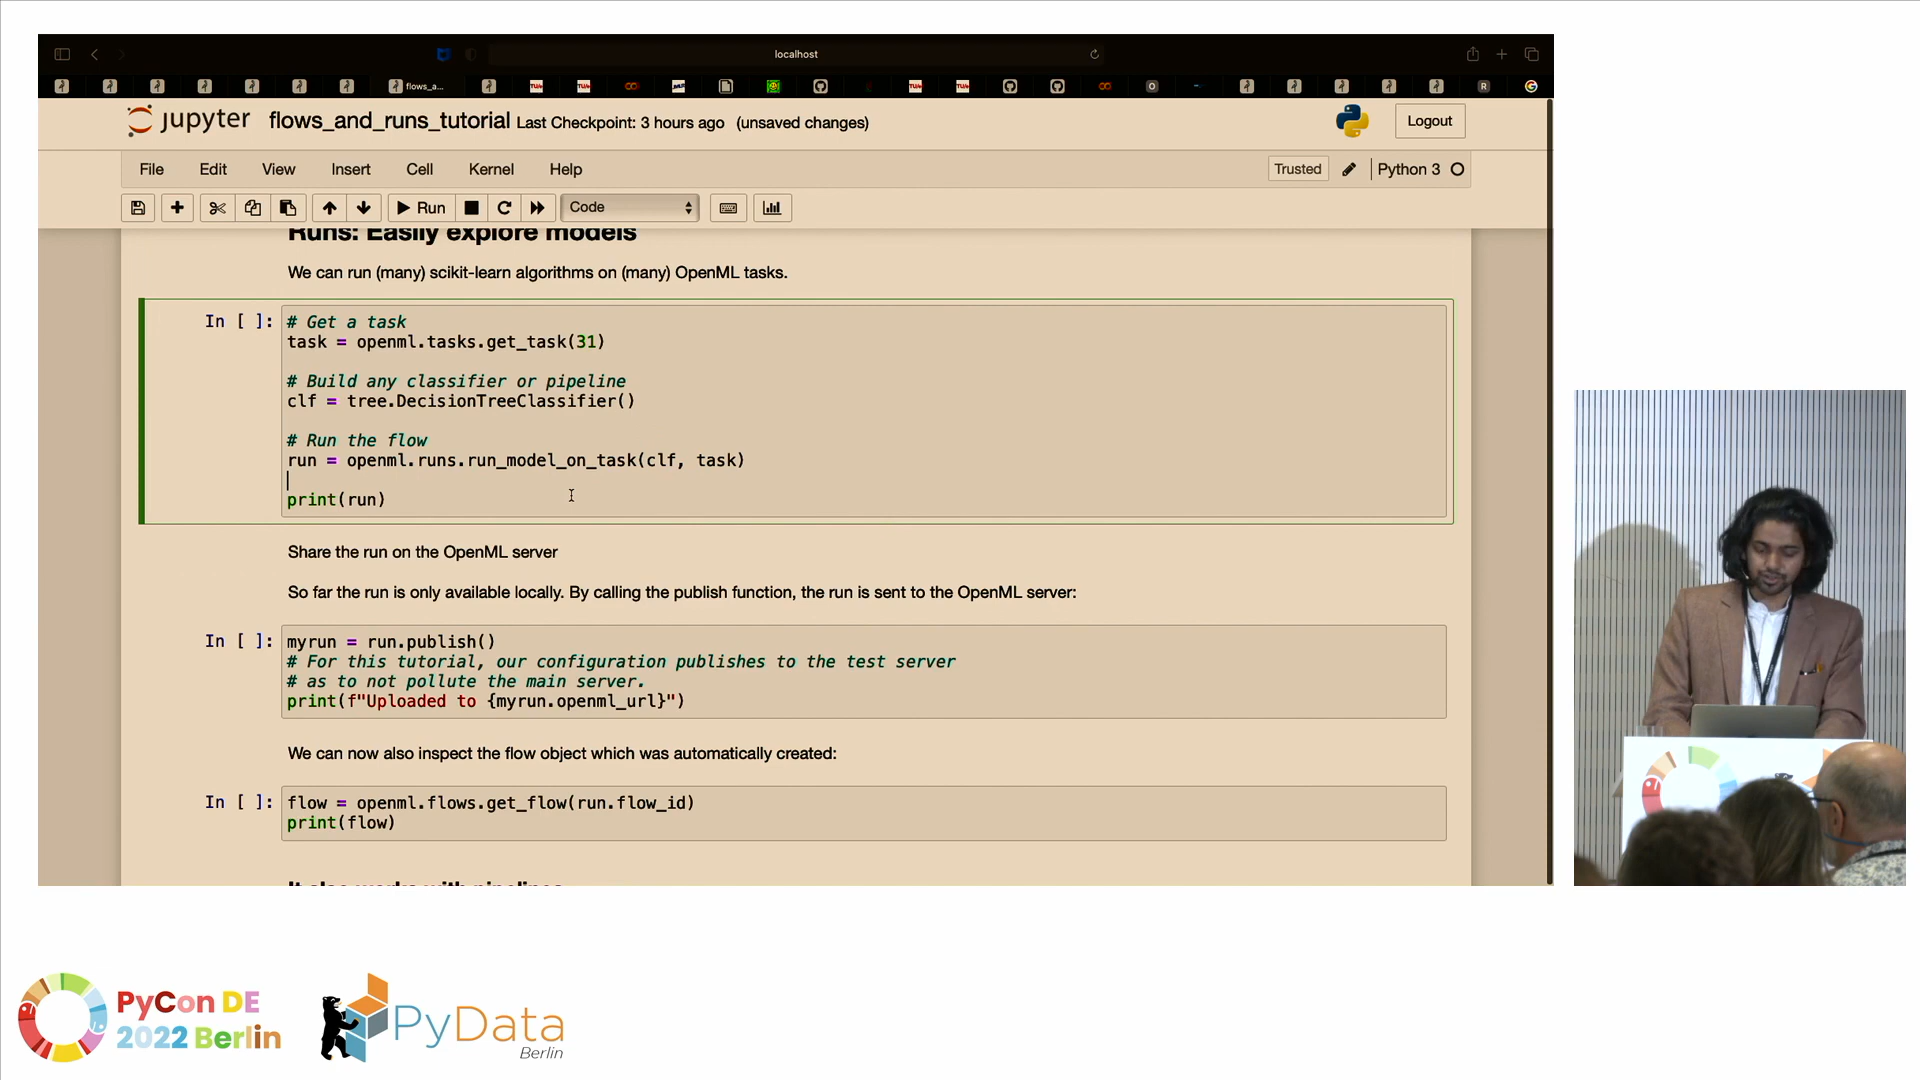 localhost
flows_a...
jupyter flows_and_runs_tutorial Last Checkpoint: 3 hours ago (unsaved changes)
Logout
File Edit View Insert Cell Kernel Help
Trusted Python 3
Run Code
Runs: Easily explore models
We can run (many) scikit-learn algorithms on (many) OpenML tasks.
In [ ]:
# Get a task
task = openml.tasks.get_task(31)
# Build any classifier or pipeline
clf = tree.DecisionTreeClassifier()
# Run the flow
run = openml.runs.run_model_on_task(clf, task)
print(run)
Share the run on the OpenML server
So far the run is only available locally. By calling the publish function, the run is sent to the OpenML server:
In [ ]:
myrun = run.publish()
# For this tutorial, our configuration publishes to the test server
# as to not pollute the main server.
print(f"Uploaded to {myrun.openml_url}")
We can now also inspect the flow object which was automatically created:
In [ ]:
flow = openml.flows.get_flow(run.flow_id)
print(flow)
It also works with pipelines
PyCon DE
2022 Berlin
PyData
Berlin